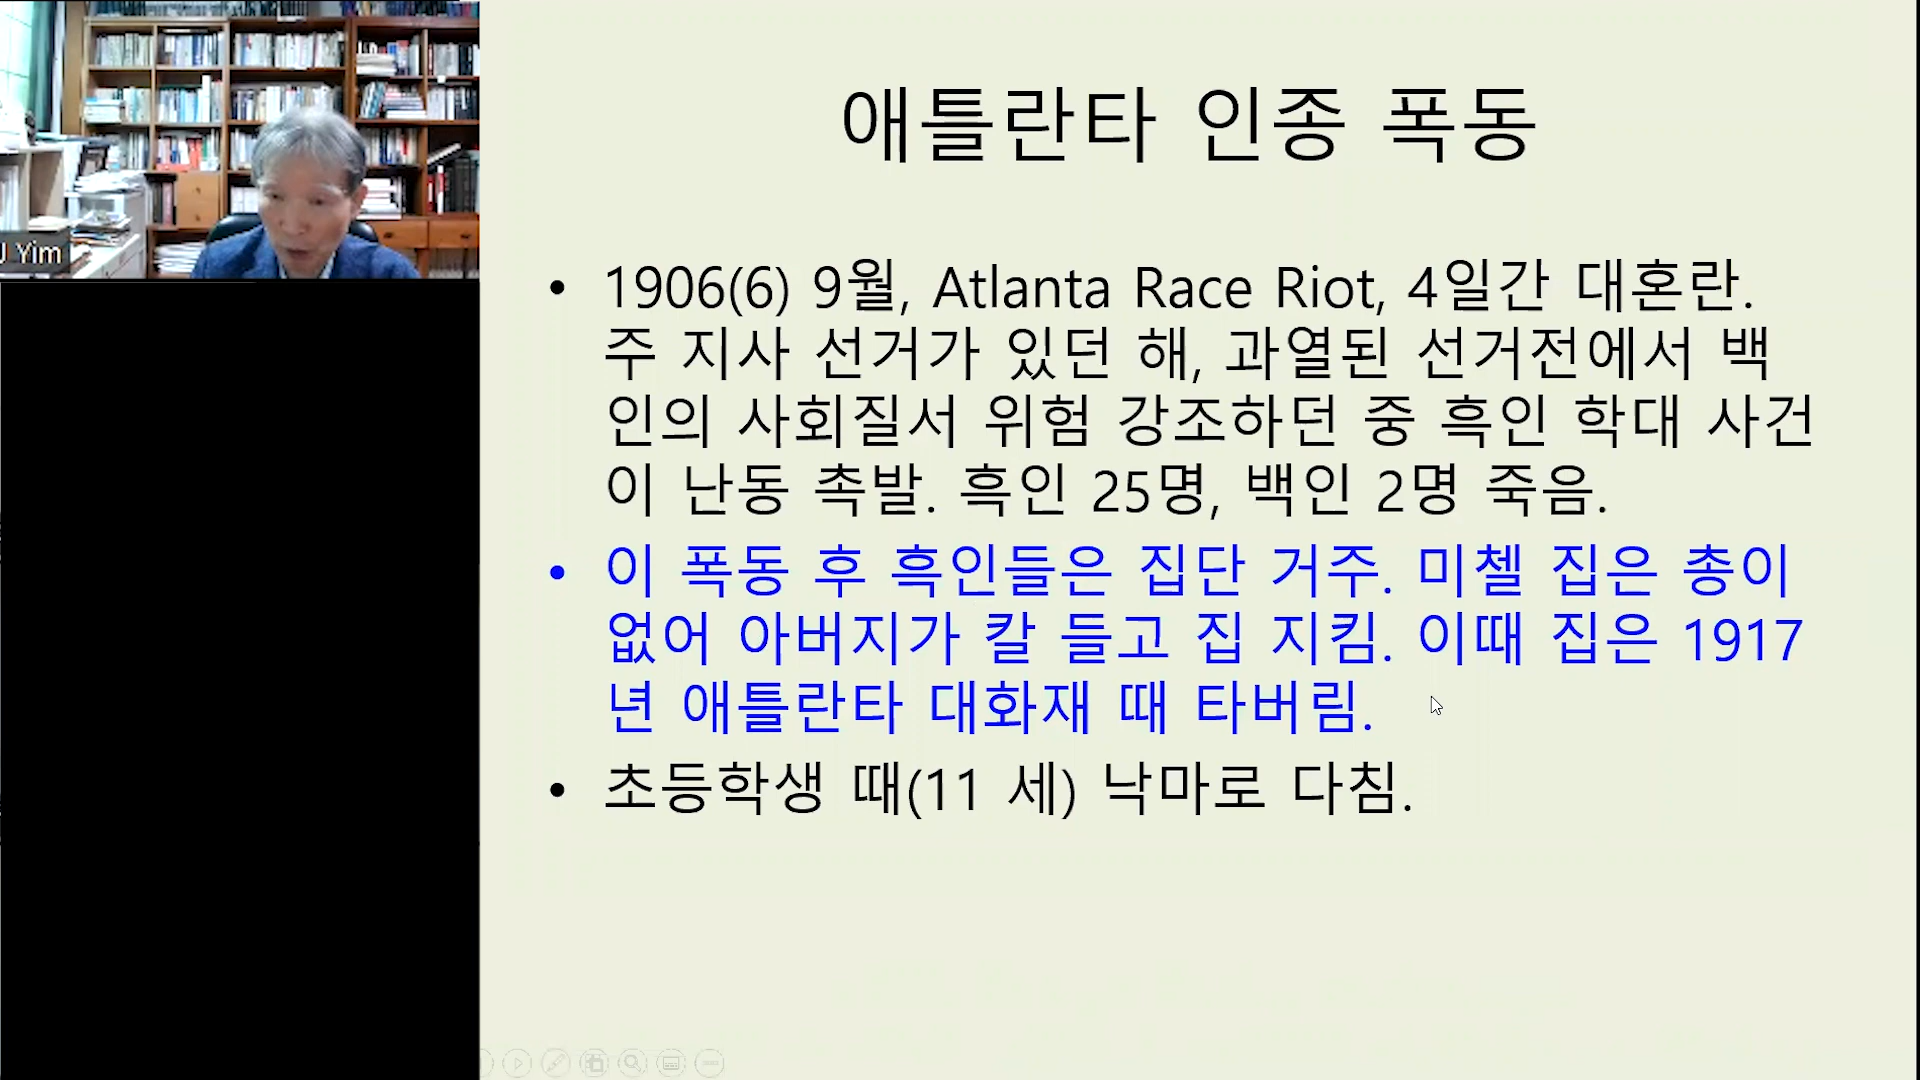 애틀란타 인종 폭동
J Yim
• 1906(6) 9월, Atlanta Race Riot, 4일간 대혼란.
주 지사 선거가 있던 해, 과열된 선거전에서 백
인의 사회질서 위험 강조하던 중 흑인 학대 사건
이 난동 촉발. 흑인 25명, 백인 2명 죽음.
• 이 폭동 후 흑인들은 집단 거주. 미첼 집은 총이
없어 아버지가 칼 들고 집 지킴. 이때 집은 1917
년 애틀란타 대화재 때 타버림.
• 초등학생 때(11 세) 낙마로 다침.